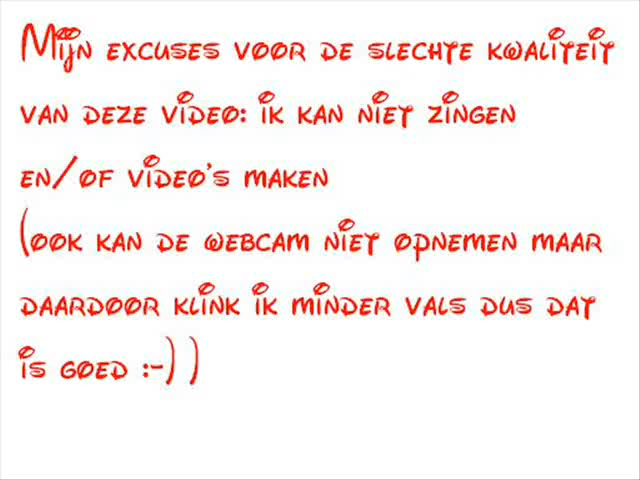 Mijn excuses voor de slechte kwaliteit
van deze video: ik kan niet zingen
en/of video's maken
(ook kan de webcam niet opnemen maar
daardoor klink ik minder vals dus dat
is goed :-) )